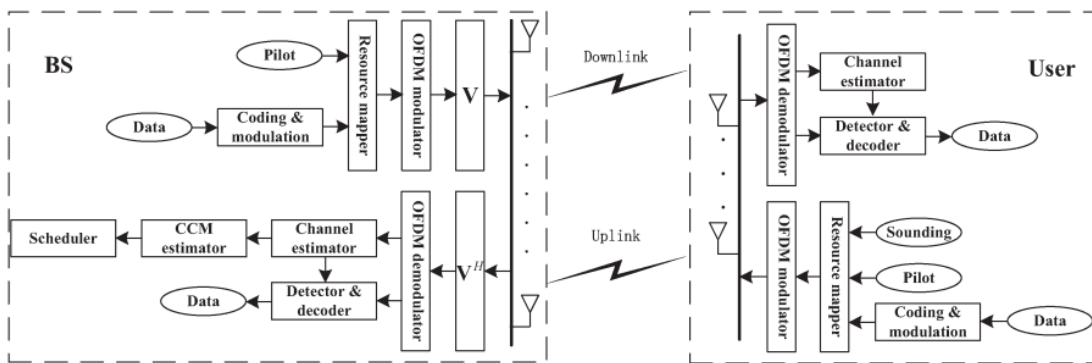 BS
Pilot
Data
Coding &
modulation
Resource mapper
OFDM modulator
V
Downlink
OFDM demodulator
Channel
estimator
Detector &
decoder
Data
User
Scheduler
CCM
estimator
Channel
estimator
Data
Detector &
decoder
OFDM demodulator
V^H
Uplink
OFDM modulator
Resource mapper
Sounding
Pilot
Coding &
modulation
Data